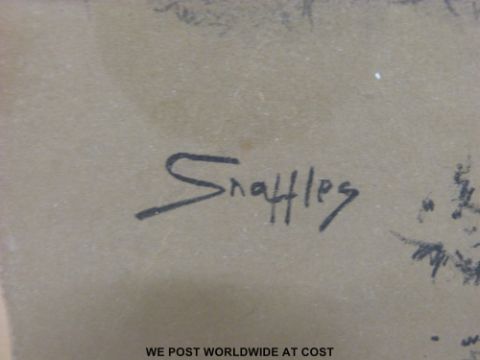 Snaffles
WE POST WORLDWIDE AT COST